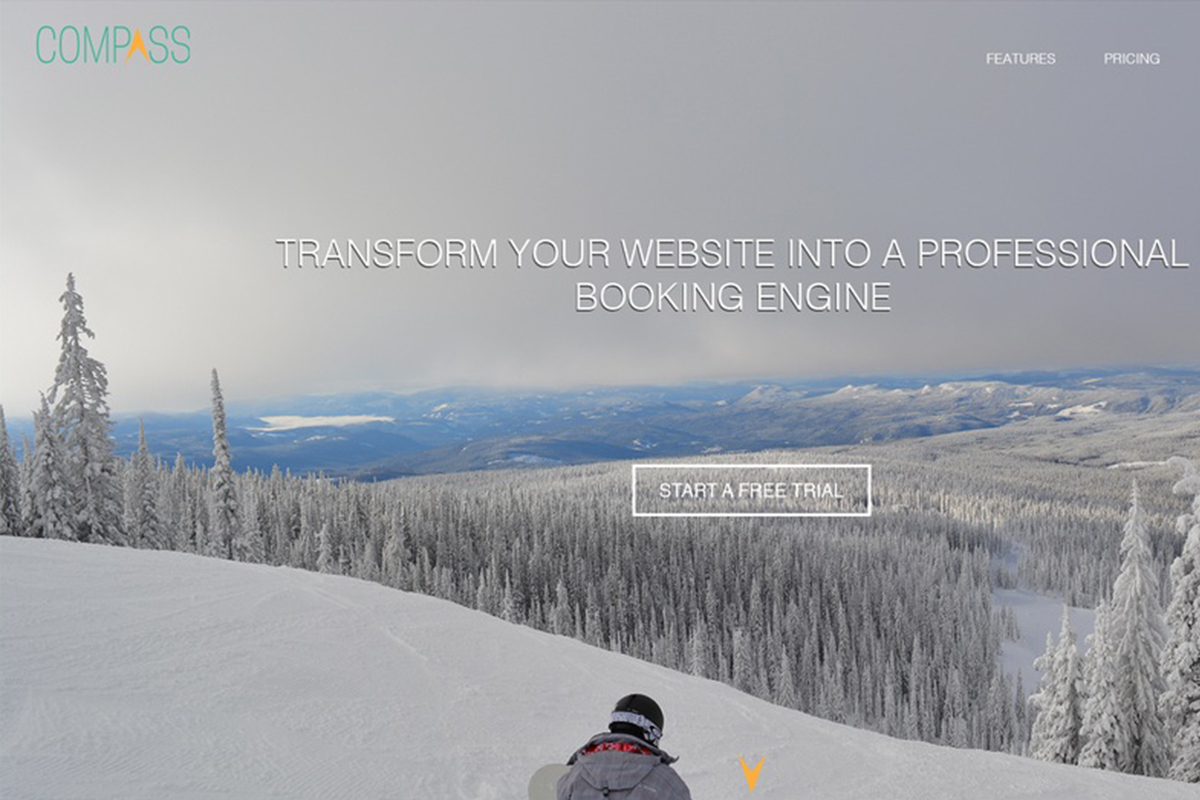 COMPASS
FEATURES PRICING
TRANSFORM YOUR WEBSITE INTO A PROFESSIONAL
BOOKING ENGINE
START A FREE TRIAL